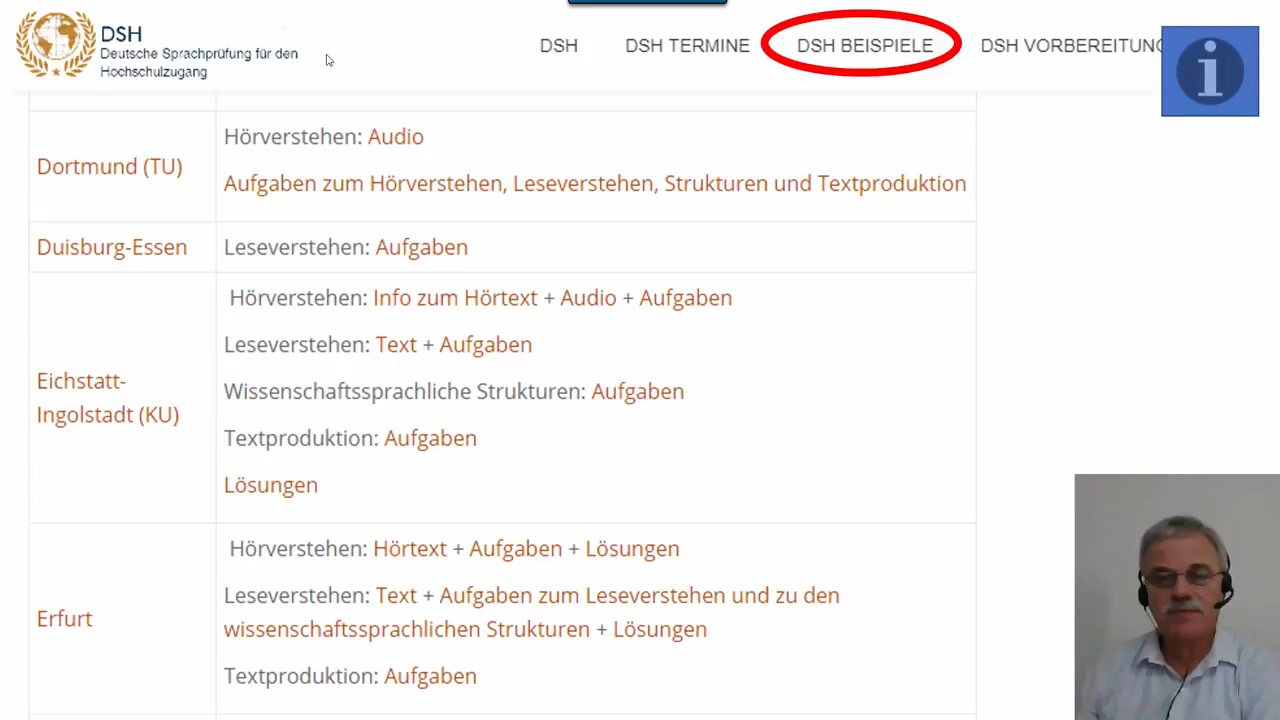 DSH
Deutsche Sprachprüfung für den
Hochschulzugang
DSH
DSH TERMINE
DSH BEISPIELE
DSH VORBEREITUNG
i
Dortmund (TU)
Hörverstehen: Audio
Aufgaben zum Hörverstehen, Leseverstehen, Strukturen und Textproduktion
Duisburg-Essen
Leseverstehen: Aufgaben
Eichstatt-
Ingolstadt (KU)
Hörverstehen: Info zum Hörtext + Audio + Aufgaben
Leseverstehen: Text + Aufgaben
Wissenschaftssprachliche Strukturen: Aufgaben
Textproduktion: Aufgaben
Lösungen
Erfurt
Hörverstehen: Hörtext + Aufgaben + Lösungen
Leseverstehen: Text + Aufgaben zum Leseverstehen und zu den
wissenschaftssprachlichen Strukturen + Lösungen
Textproduktion: Aufgaben